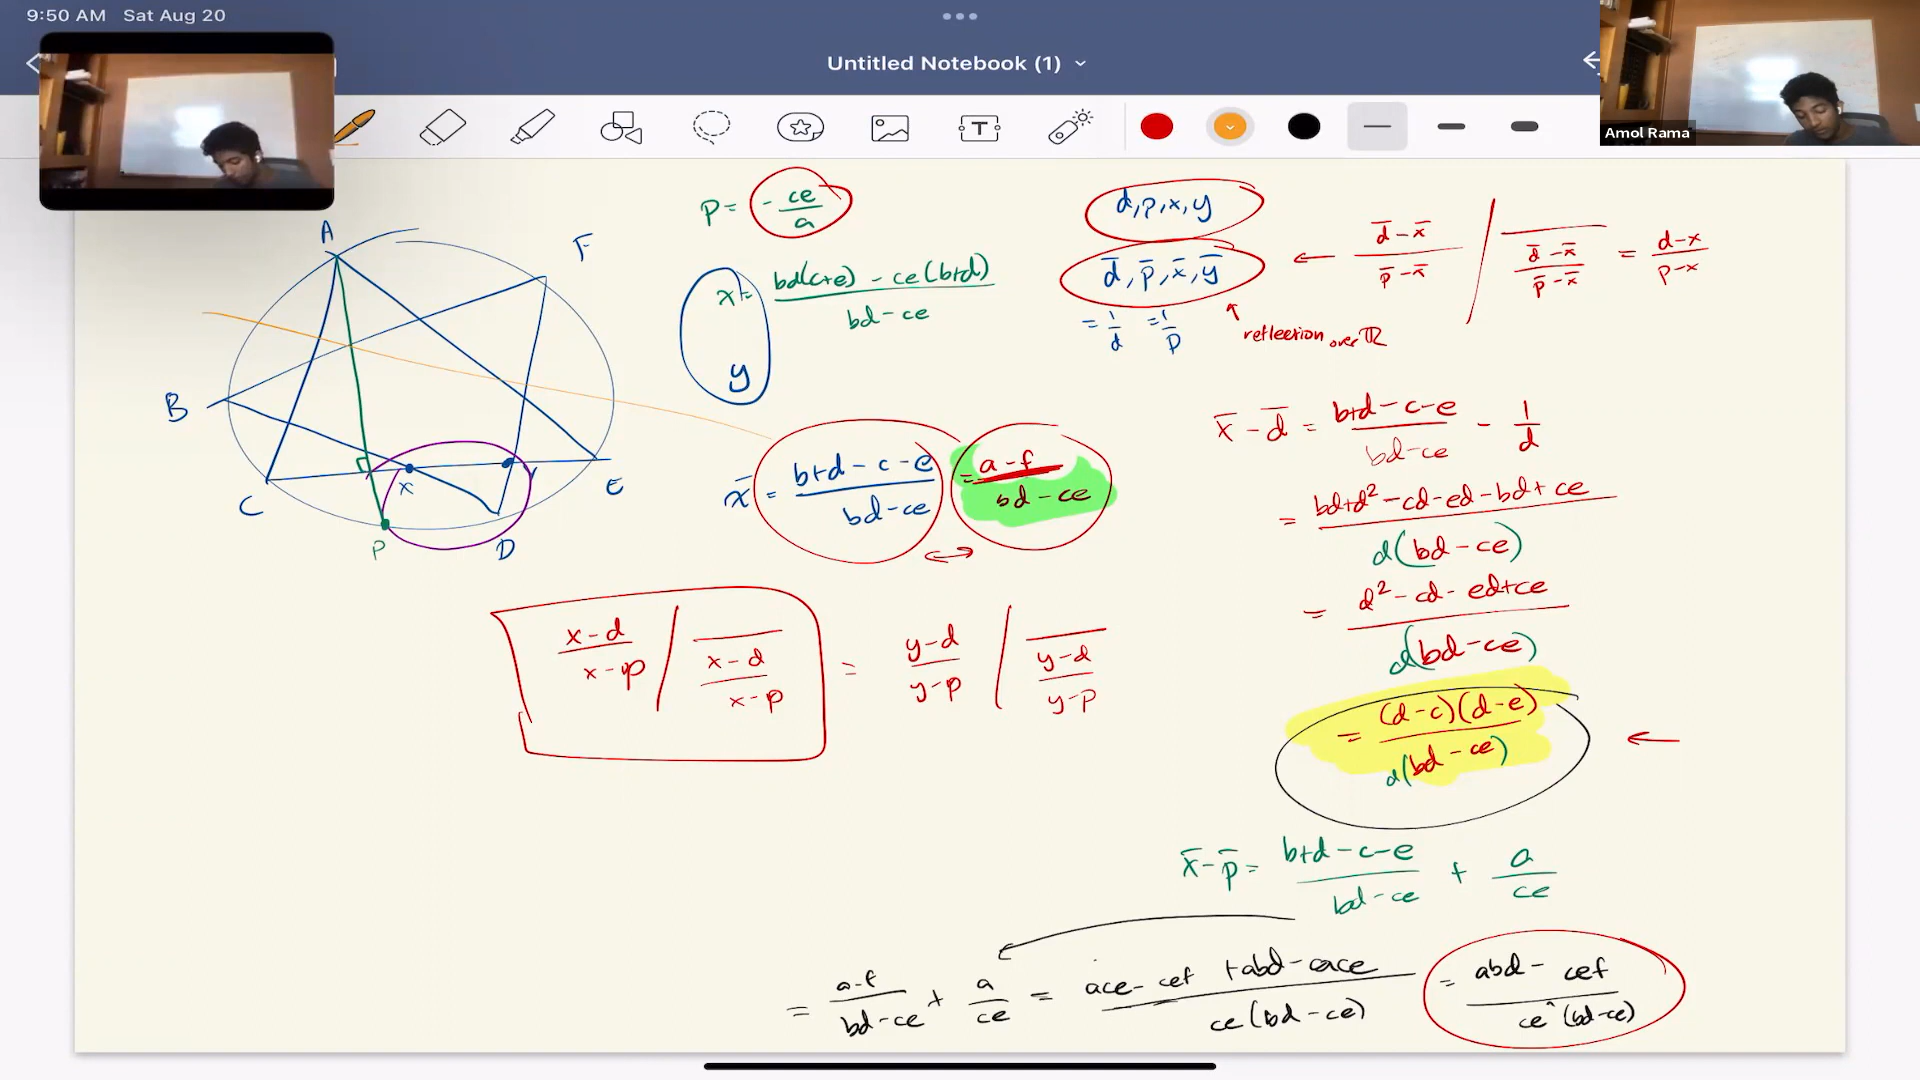 9:50 AM Sat Aug 20
Untitled Notebook (1)
Amol Rama
A
F
B
C
X
Y
E
P
D
p = - ce/a
x = (bd(c+e) - ce(b+d))/(bd - ce)
y
d, p, x, y
d̅, p̅, x̅, y̅
= 1/d = 1/p
reflection over ℝ
← (d̅ - x̅)/(p̅ - x̅) / \overline{(d̅ - x̅)/(p̅ - x̅)} = (d - x)/(p - x)
x̅ = (b+d-c-e)/(bd-ce) = (a-f)/(bd-ce)
↔
(x-d)/(x-p) / \overline{(x-d)/(x-p)} = (y-d)/(y-p) / \overline{(y-d)/(y-p)}
x̅ - d̅ = (b+d-c-e)/(bd-ce) - 1/d
= (bd+d²-cd-ed-bd+ce)/(d(bd-ce))
= (d²-cd-ed+ce)/(d(bd-ce))
= ((d-c)(d-e))/(d(bd-ce)) ←
x̅ - p̅ = (b+d-c-e)/(bd-ce) + a/ce
= (a-f)/(bd-ce) + a/ce = (ace-cef+abd-ace)/(ce(bd-ce)) = (abd-cef)/(ce(bd-ce))